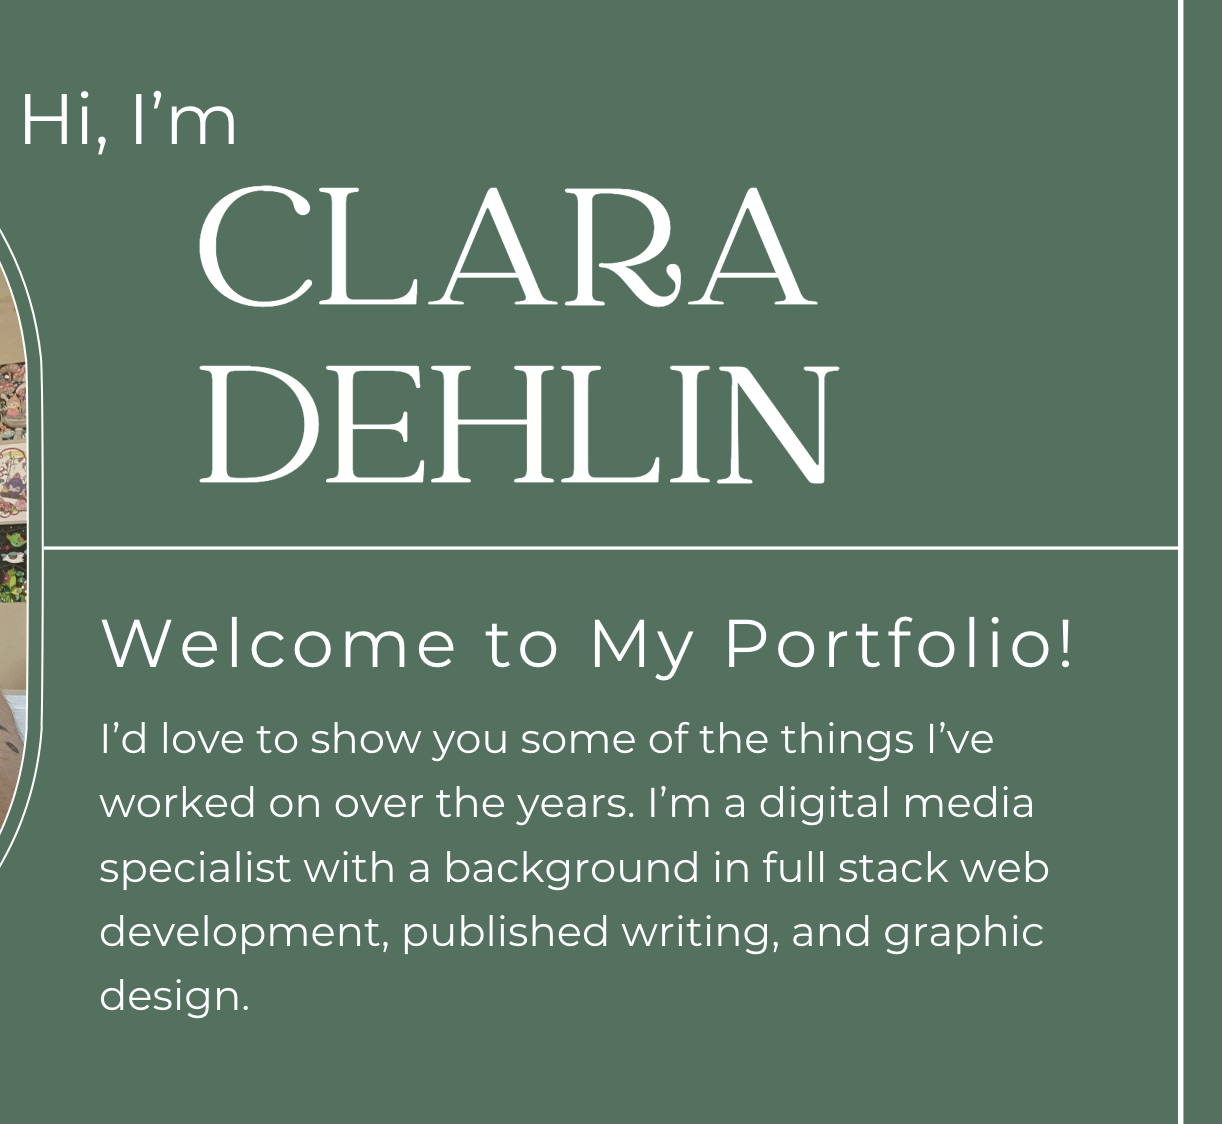 Hi, I’m
CLARA
DEHLIN
Welcome to My Portfolio!
I’d love to show you some of the things I’ve
worked on over the years. I’m a digital media
specialist with a background in full stack web
development, published writing, and graphic
design.